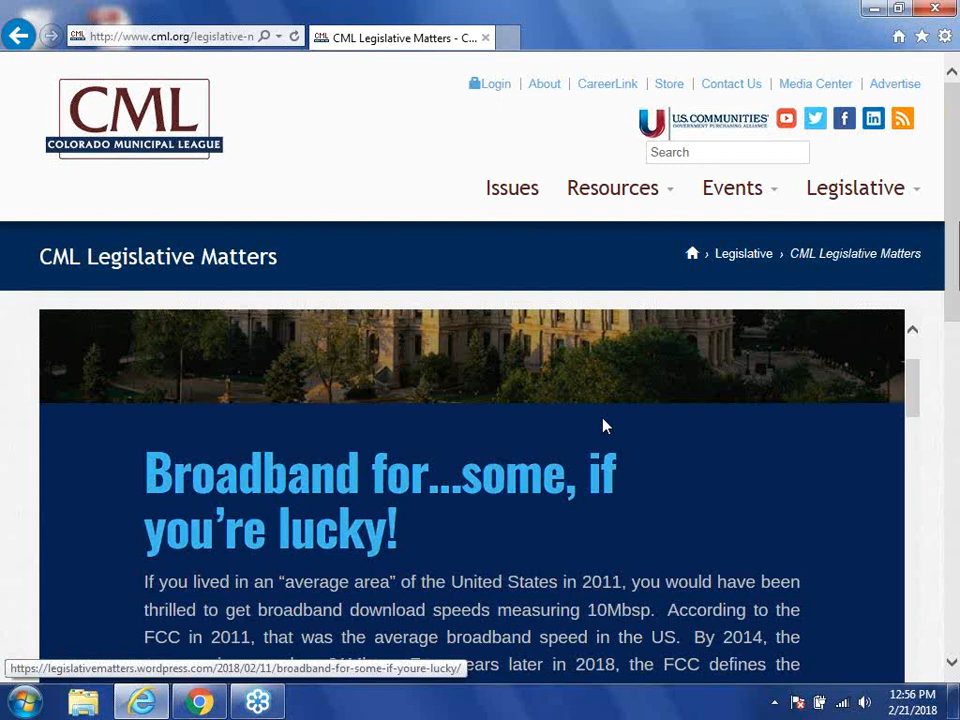 http://www.cml.org/legislative-n
CML Legislative Matters - C...
CML
COLORADO MUNICIPAL LEAGUE
Login | About | CareerLink | Store | Contact Us | Media Center | Advertise
U.S. COMMUNITIES
GOVERNMENT PURCHASING ALLIANCE
Search
Issues Resources Events Legislative
CML Legislative Matters
› Legislative › CML Legislative Matters
Broadband for...some, if
you're lucky!
If you lived in an “average area” of the United States in 2011, you would have been
thrilled to get broadband download speeds measuring 10Mbsp. According to the
FCC in 2011, that was the average broadband speed in the US. By 2014, the
ears later in 2018, the FCC defines the
https://legislativematters.wordpress.com/2018/02/11/broadband-for-some-if-youre-lucky/
12:56 PM
2/21/2018